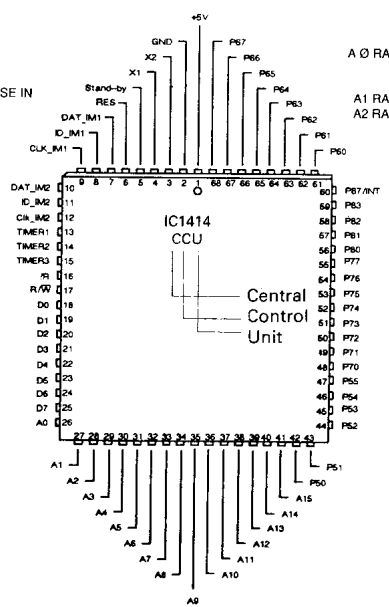 +5V
GND
P67
X2
P66
X1
P65
Stand-by
P64
RES
P63
DAT_IM1
P62
ID_IM1
P61
CLK_IM1
P60
SE IN
A Ø RA
A1 RA
A2 RA
9 8 7 6 5 4 3 2 1 68 67 66 65 64 63 62 61
DAT_IM2 10
ID_IM2 11
Clk_IM2 12
TIMER1 13
TIMER2 14
TIMER3 15
/R 16
R/W 17
D0 18
D1 19
D2 20
D3 21
D4 22
D5 23
D6 24
D7 25
A0 26
IC1414
CCU
Central
Control
Unit
60 P87/INT
59 P83
58 P82
57 P81
56 P80
55 P77
54 P76
53 P75
52 P74
51 P73
50 P72
49 P71
48 P70
47 P55
46 P54
45 P53
44 P52
27 28 29 30 31 32 33 34 35 36 37 38 39 40 41 42 43
A1
P51
A2
P50
A3
A15
A4
A14
A5
A13
A6
A12
A7
A11
A8
A10
A9